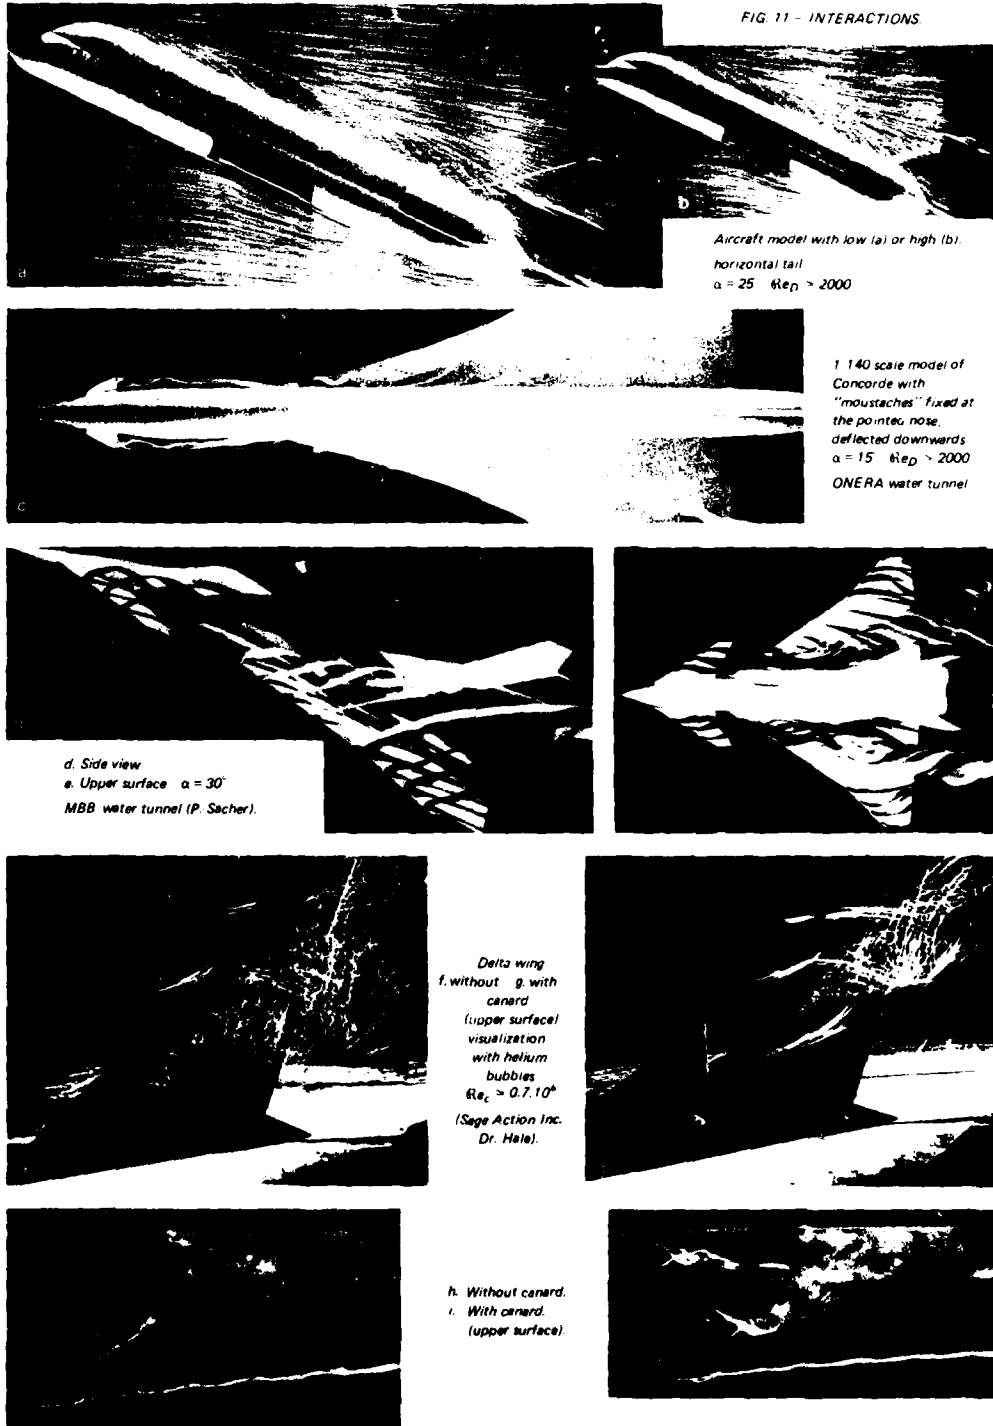 FIG. 11 - INTERACTIONS.
a
b
Aircraft model with low (a) or high (b).
horizontal tail
α = 25 ReD > 2000
1 140 scale model of
Concorde with
"moustaches" fixed at
the pointed nose,
deflected downwards
α = 15 ReD > 2000
ONERA water tunnel
c
d. Side view
e. Upper surface α = 30°
MBB water tunnel (P. Sacher).
Delta wing
f. without g. with
canard
(upper surface)
visualization
with helium
bubbles
Rec > 0.7.10⁶
(Sage Action Inc.
Dr. Hale).
h. Without canard.
i. With canard.
(upper surface).